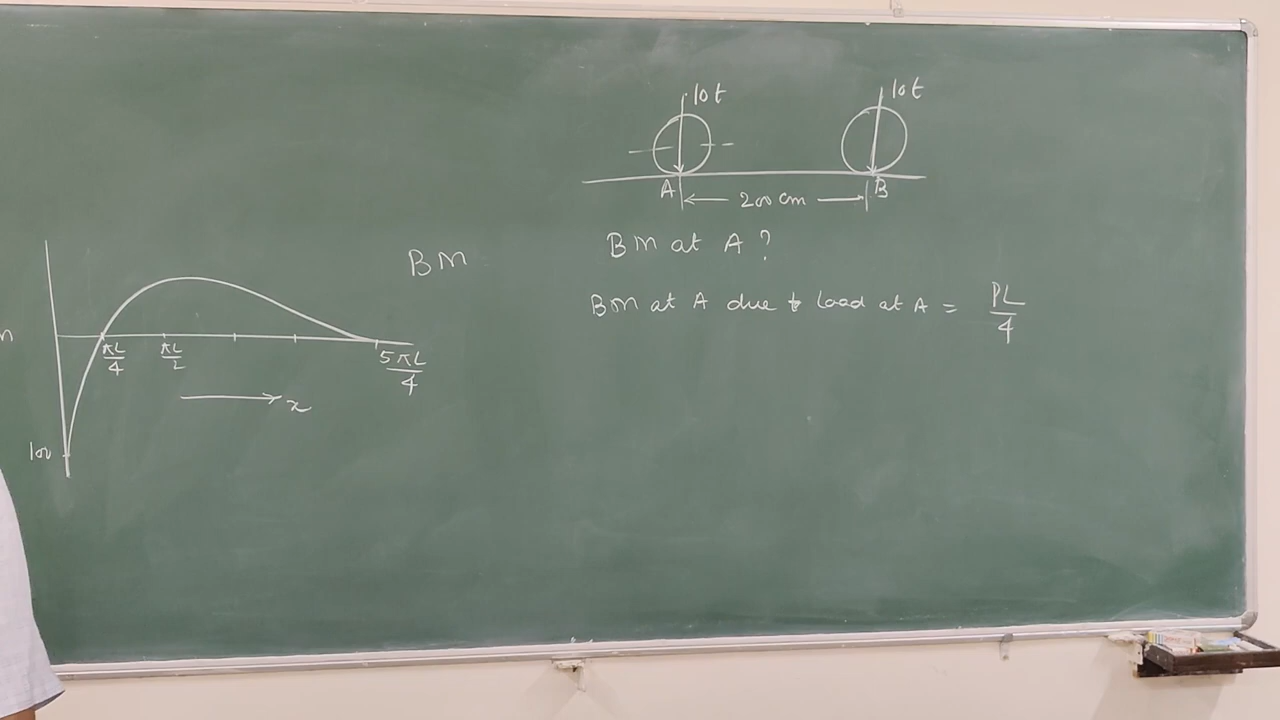 10t
10t
A
B
200 cm
BM at A ?
BM at A due to load at A = PL/4
BM
πL/4
πL/2
5πL/4
x
100